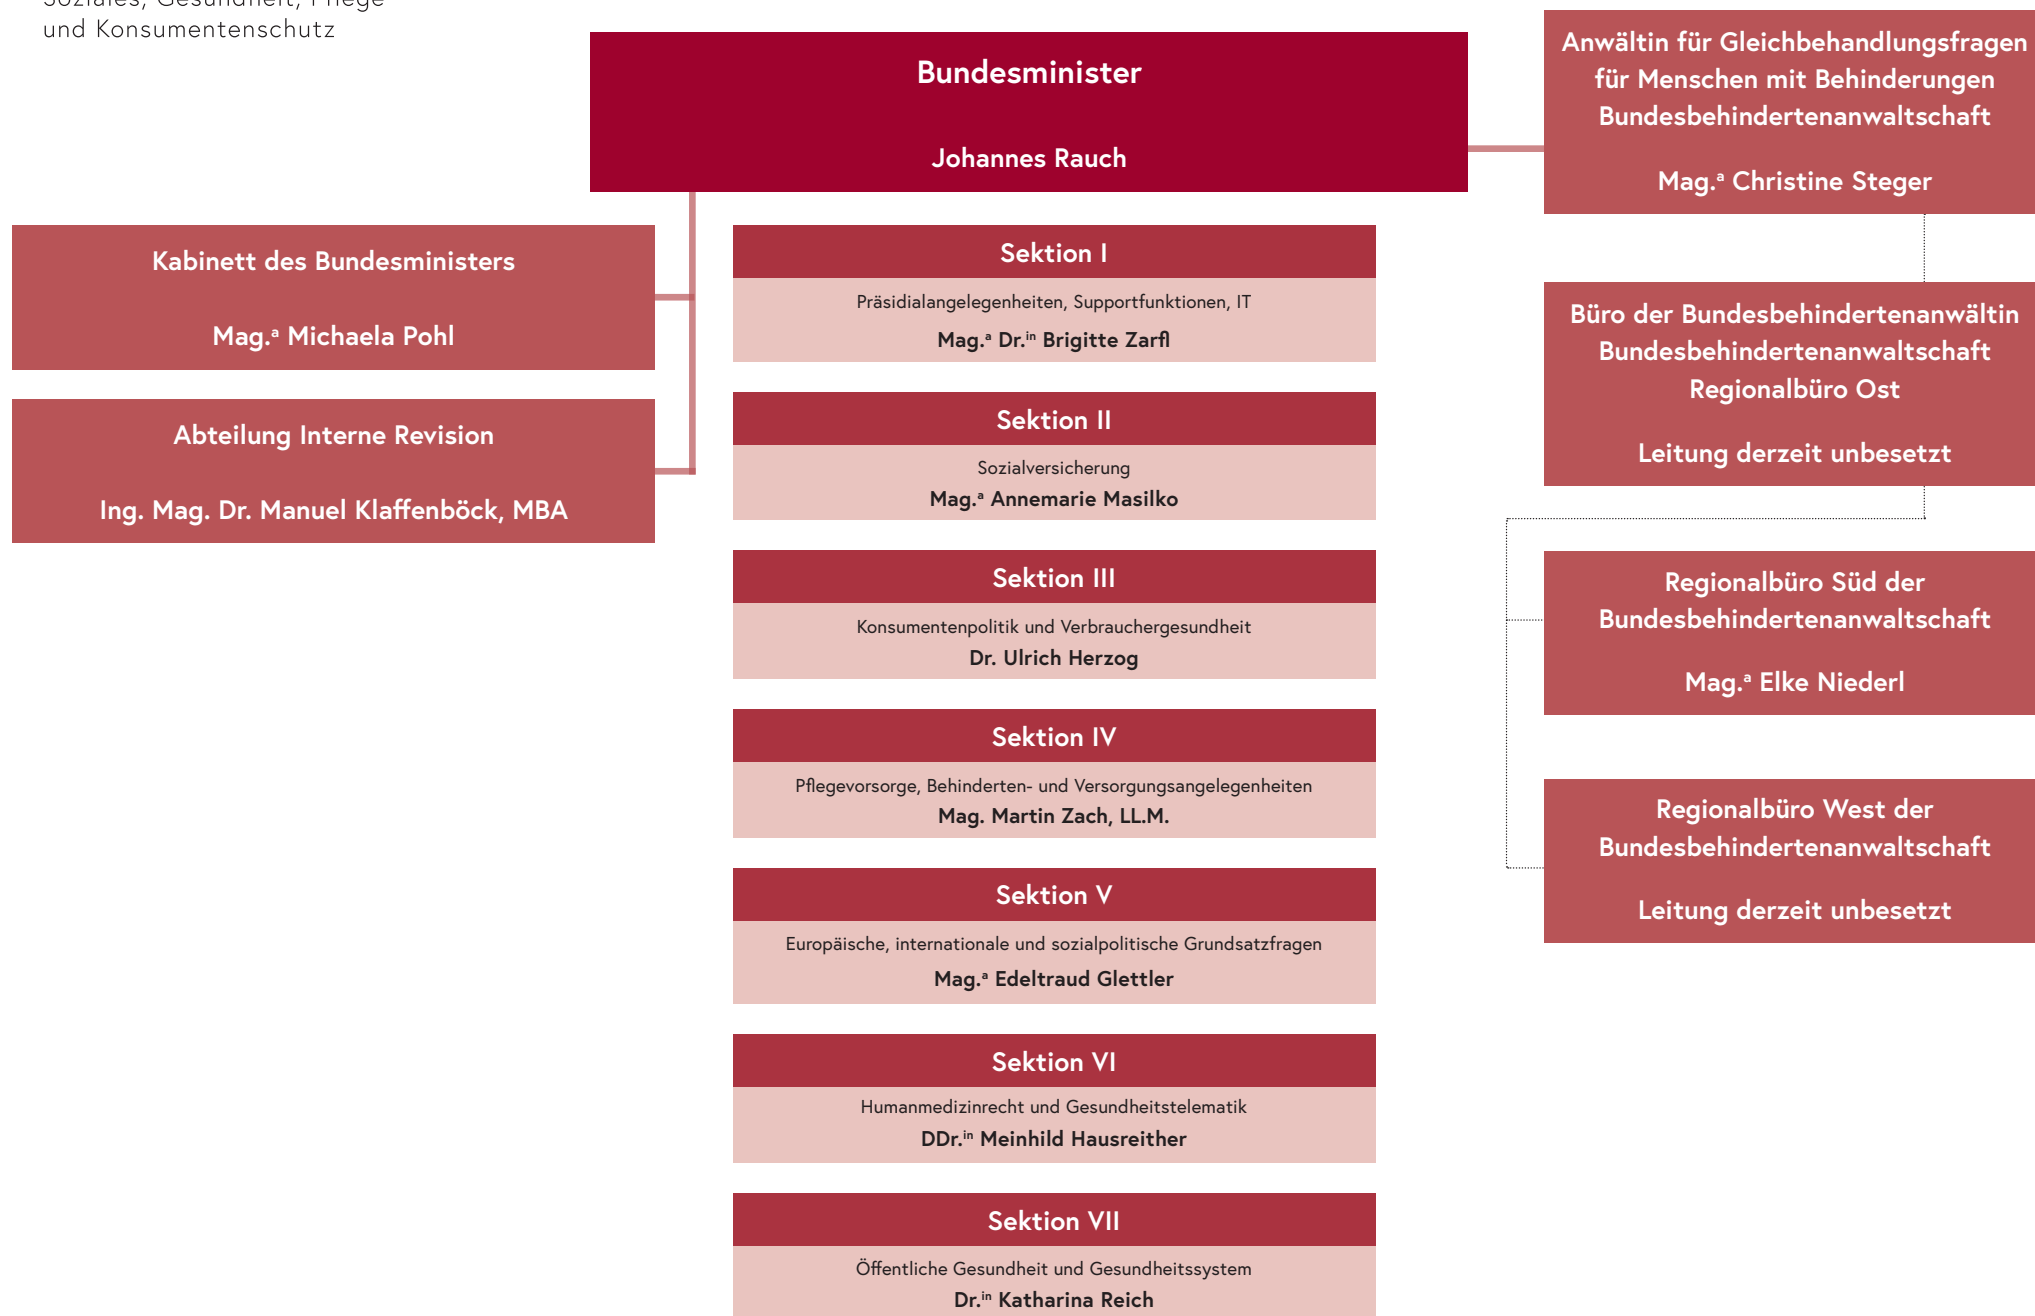 Soziales, Gesundheit, Pflege
und Konsumentenschutz
Bundesminister
Johannes Rauch
Anwältin für Gleichbehandlungsfragen
für Menschen mit Behinderungen
Bundesbehindertenanwaltschaft
Mag.ᵃ Christine Steger
Kabinett des Bundesministers
Mag.ᵃ Michaela Pohl
Abteilung Interne Revision
Ing. Mag. Dr. Manuel Klaffenböck, MBA
Sektion I
Präsidialangelegenheiten, Supportfunktionen, IT
Mag.ᵃ Dr.ⁱⁿ Brigitte Zarfl
Sektion II
Sozialversicherung
Mag.ᵃ Annemarie Masilko
Sektion III
Konsumentenpolitik und Verbrauchergesundheit
Dr. Ulrich Herzog
Sektion IV
Pflegevorsorge, Behinderten- und Versorgungsangelegenheiten
Mag. Martin Zach, LL.M.
Sektion V
Europäische, internationale und sozialpolitische Grundsatzfragen
Mag.ᵃ Edeltraud Glettler
Sektion VI
Humanmedizinrecht und Gesundheitstelematik
DDr.ⁱⁿ Meinhild Hausreither
Sektion VII
Öffentliche Gesundheit und Gesundheitssystem
Dr.ⁱⁿ Katharina Reich
Büro der Bundesbehindertenanwältin
Bundesbehindertenanwaltschaft
Regionalbüro Ost
Leitung derzeit unbesetzt
Regionalbüro Süd der
Bundesbehindertenanwaltschaft
Mag.ᵃ Elke Niederl
Regionalbüro West der
Bundesbehindertenanwaltschaft
Leitung derzeit unbesetzt